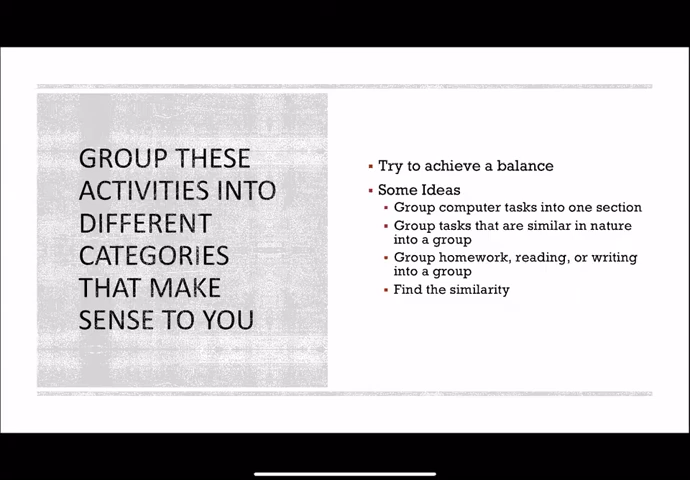 GROUP THESE
ACTIVITIES INTO
DIFFERENT
CATEGORIES
THAT MAKE
SENSE TO YOU
Try to achieve a balance
Some Ideas
Group computer tasks into one section
Group tasks that are similar in nature
into a group
Group homework, reading, or writing
into a group
Find the similarity